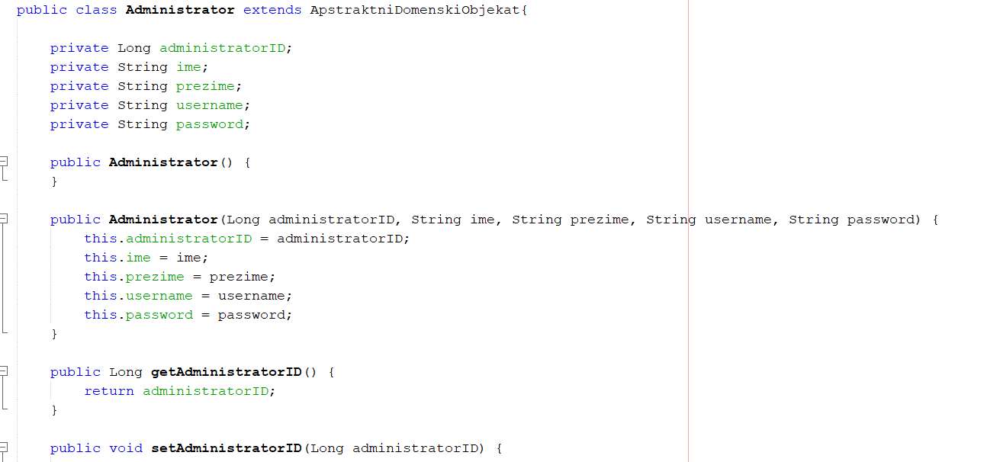 public class Administrator extends ApstraktniDomenskiObjekat{
private Long administratorID;
private String ime;
private String prezime;
private String username;
private String password;
public Administrator() {
}
public Administrator(Long administratorID, String ime, String prezime, String username, String password) {
this.administratorID = administratorID;
this.ime = ime;
this.prezime = prezime;
this.username = username;
this.password = password;
}
public Long getAdministratorID() {
return administratorID;
}
public void setAdministratorID(Long administratorID) {